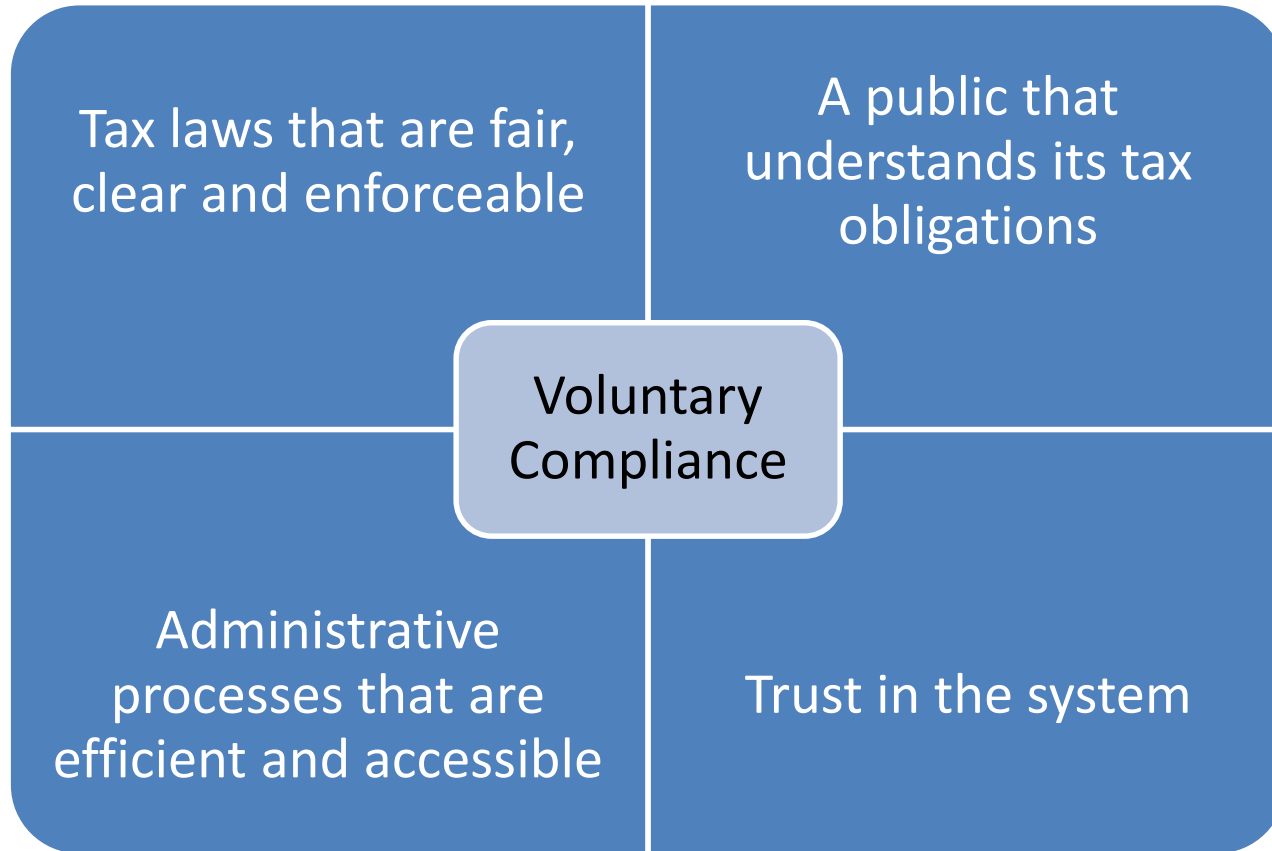 Tax laws that are fair,
clear and enforceable
A public that
understands its tax
obligations
Voluntary
Compliance
Administrative
processes that are
efficient and accessible
Trust in the system